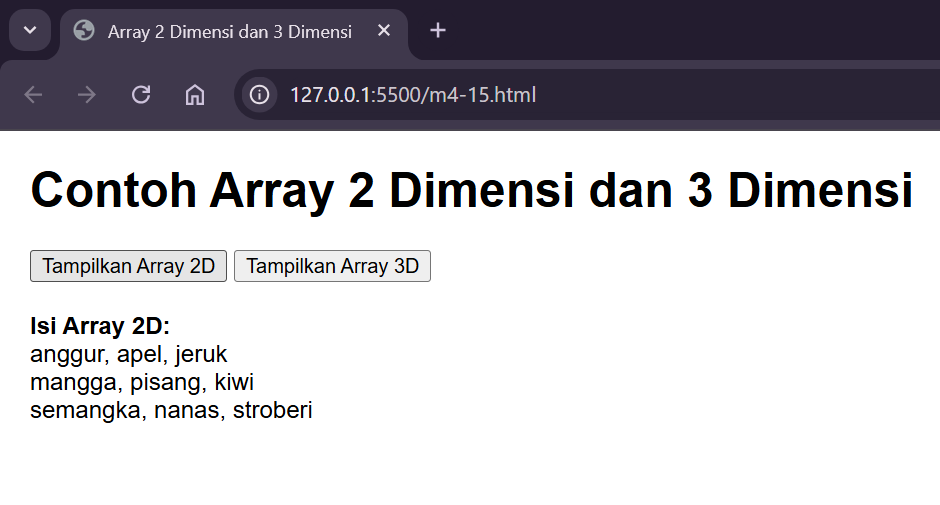 Array 2 Dimensi dan 3 Dimensi
127.0.0.1:5500/m4-15.html
Contoh Array 2 Dimensi dan 3 Dimensi
Tampilkan Array 2D Tampilkan Array 3D
Isi Array 2D:
anggur, apel, jeruk
mangga, pisang, kiwi
semangka, nanas, stroberi